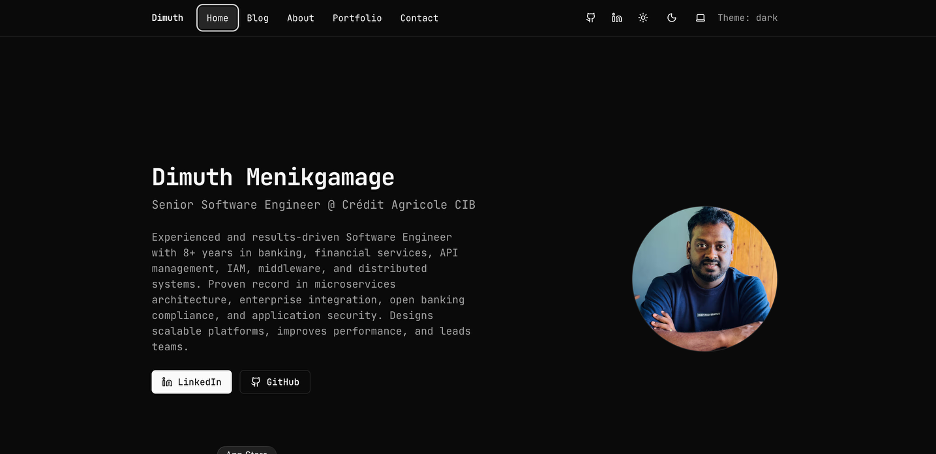 Dimuth Home Blog About Portfolio Contact Theme: dark
Dimuth Menikgamage
Senior Software Engineer @ Crédit Agricole CIB
Experienced and results-driven Software Engineer
with 8+ years in banking, financial services, API
management, IAM, middleware, and distributed
systems. Proven record in microservices
architecture, enterprise integration, open banking
compliance, and application security. Designs
scalable platforms, improves performance, and leads
teams.
LinkedIn GitHub
App Store